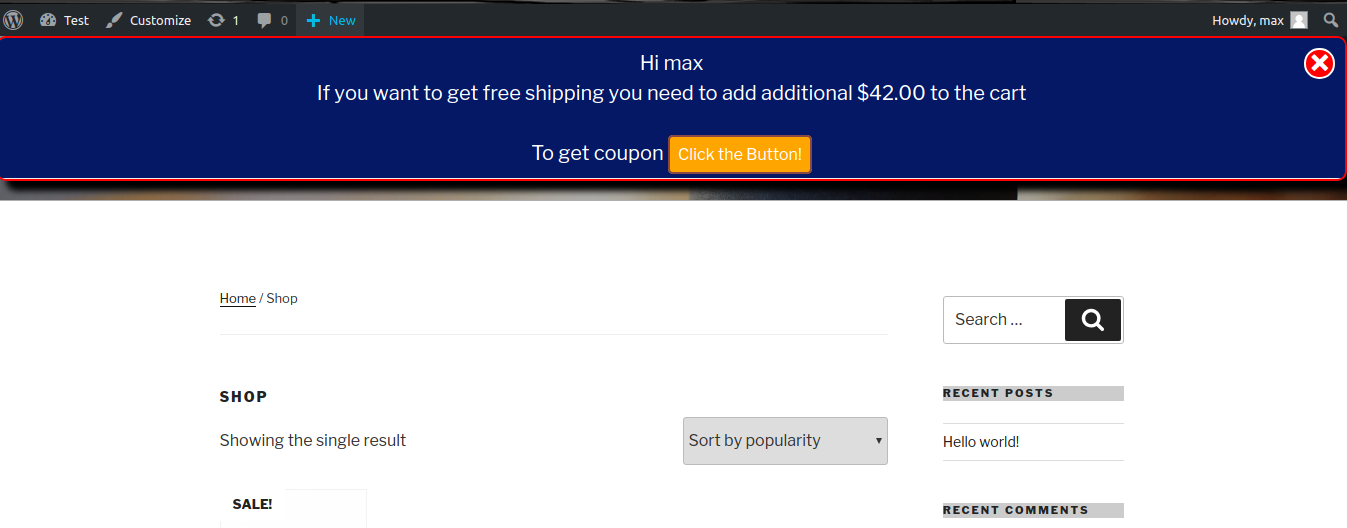 Test Customize 1 0 New Howdy, max
Hi max
If you want to get free shipping you need to add additional $42.00 to the cart
To get coupon Click the Button!
Home / Shop
Search …
SHOP
RECENT POSTS
Showing the single result
Sort by popularity
Hello world!
SALE!
RECENT COMMENTS